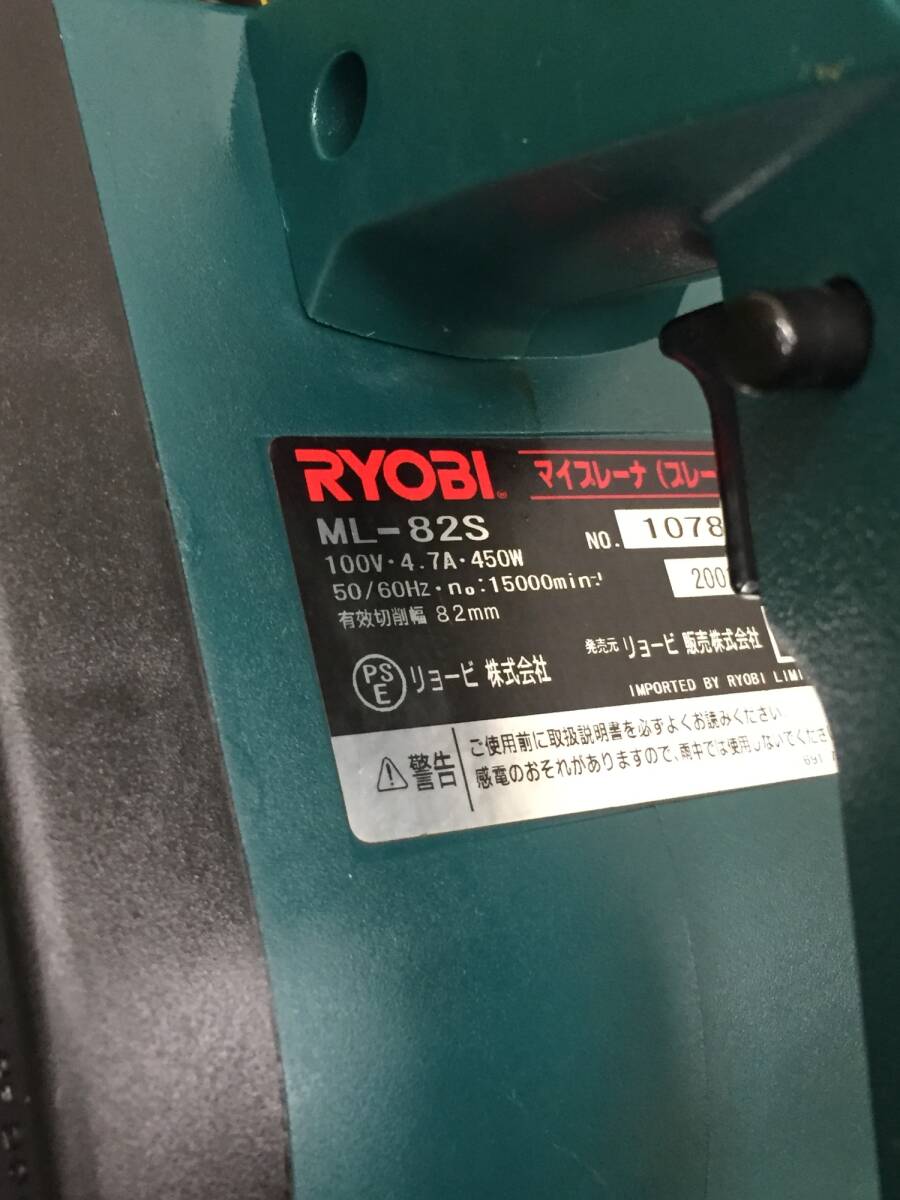 RYOBI® マイプレーナ(プレー
ML-82S NO. 1078
100V・4.7A・450W
50/60Hz・n₀:15000min⁻¹ 200
有効切削幅 82mm
発売元 リョービ 販売株式会社
PS
E リョービ 株式会社
IMPORTED BY RYOBI LIMI
警告 ご使用前に取扱説明書を必ずよくお読みください。
感電のおそれがありますので、雨中では使用しないでくださ
691